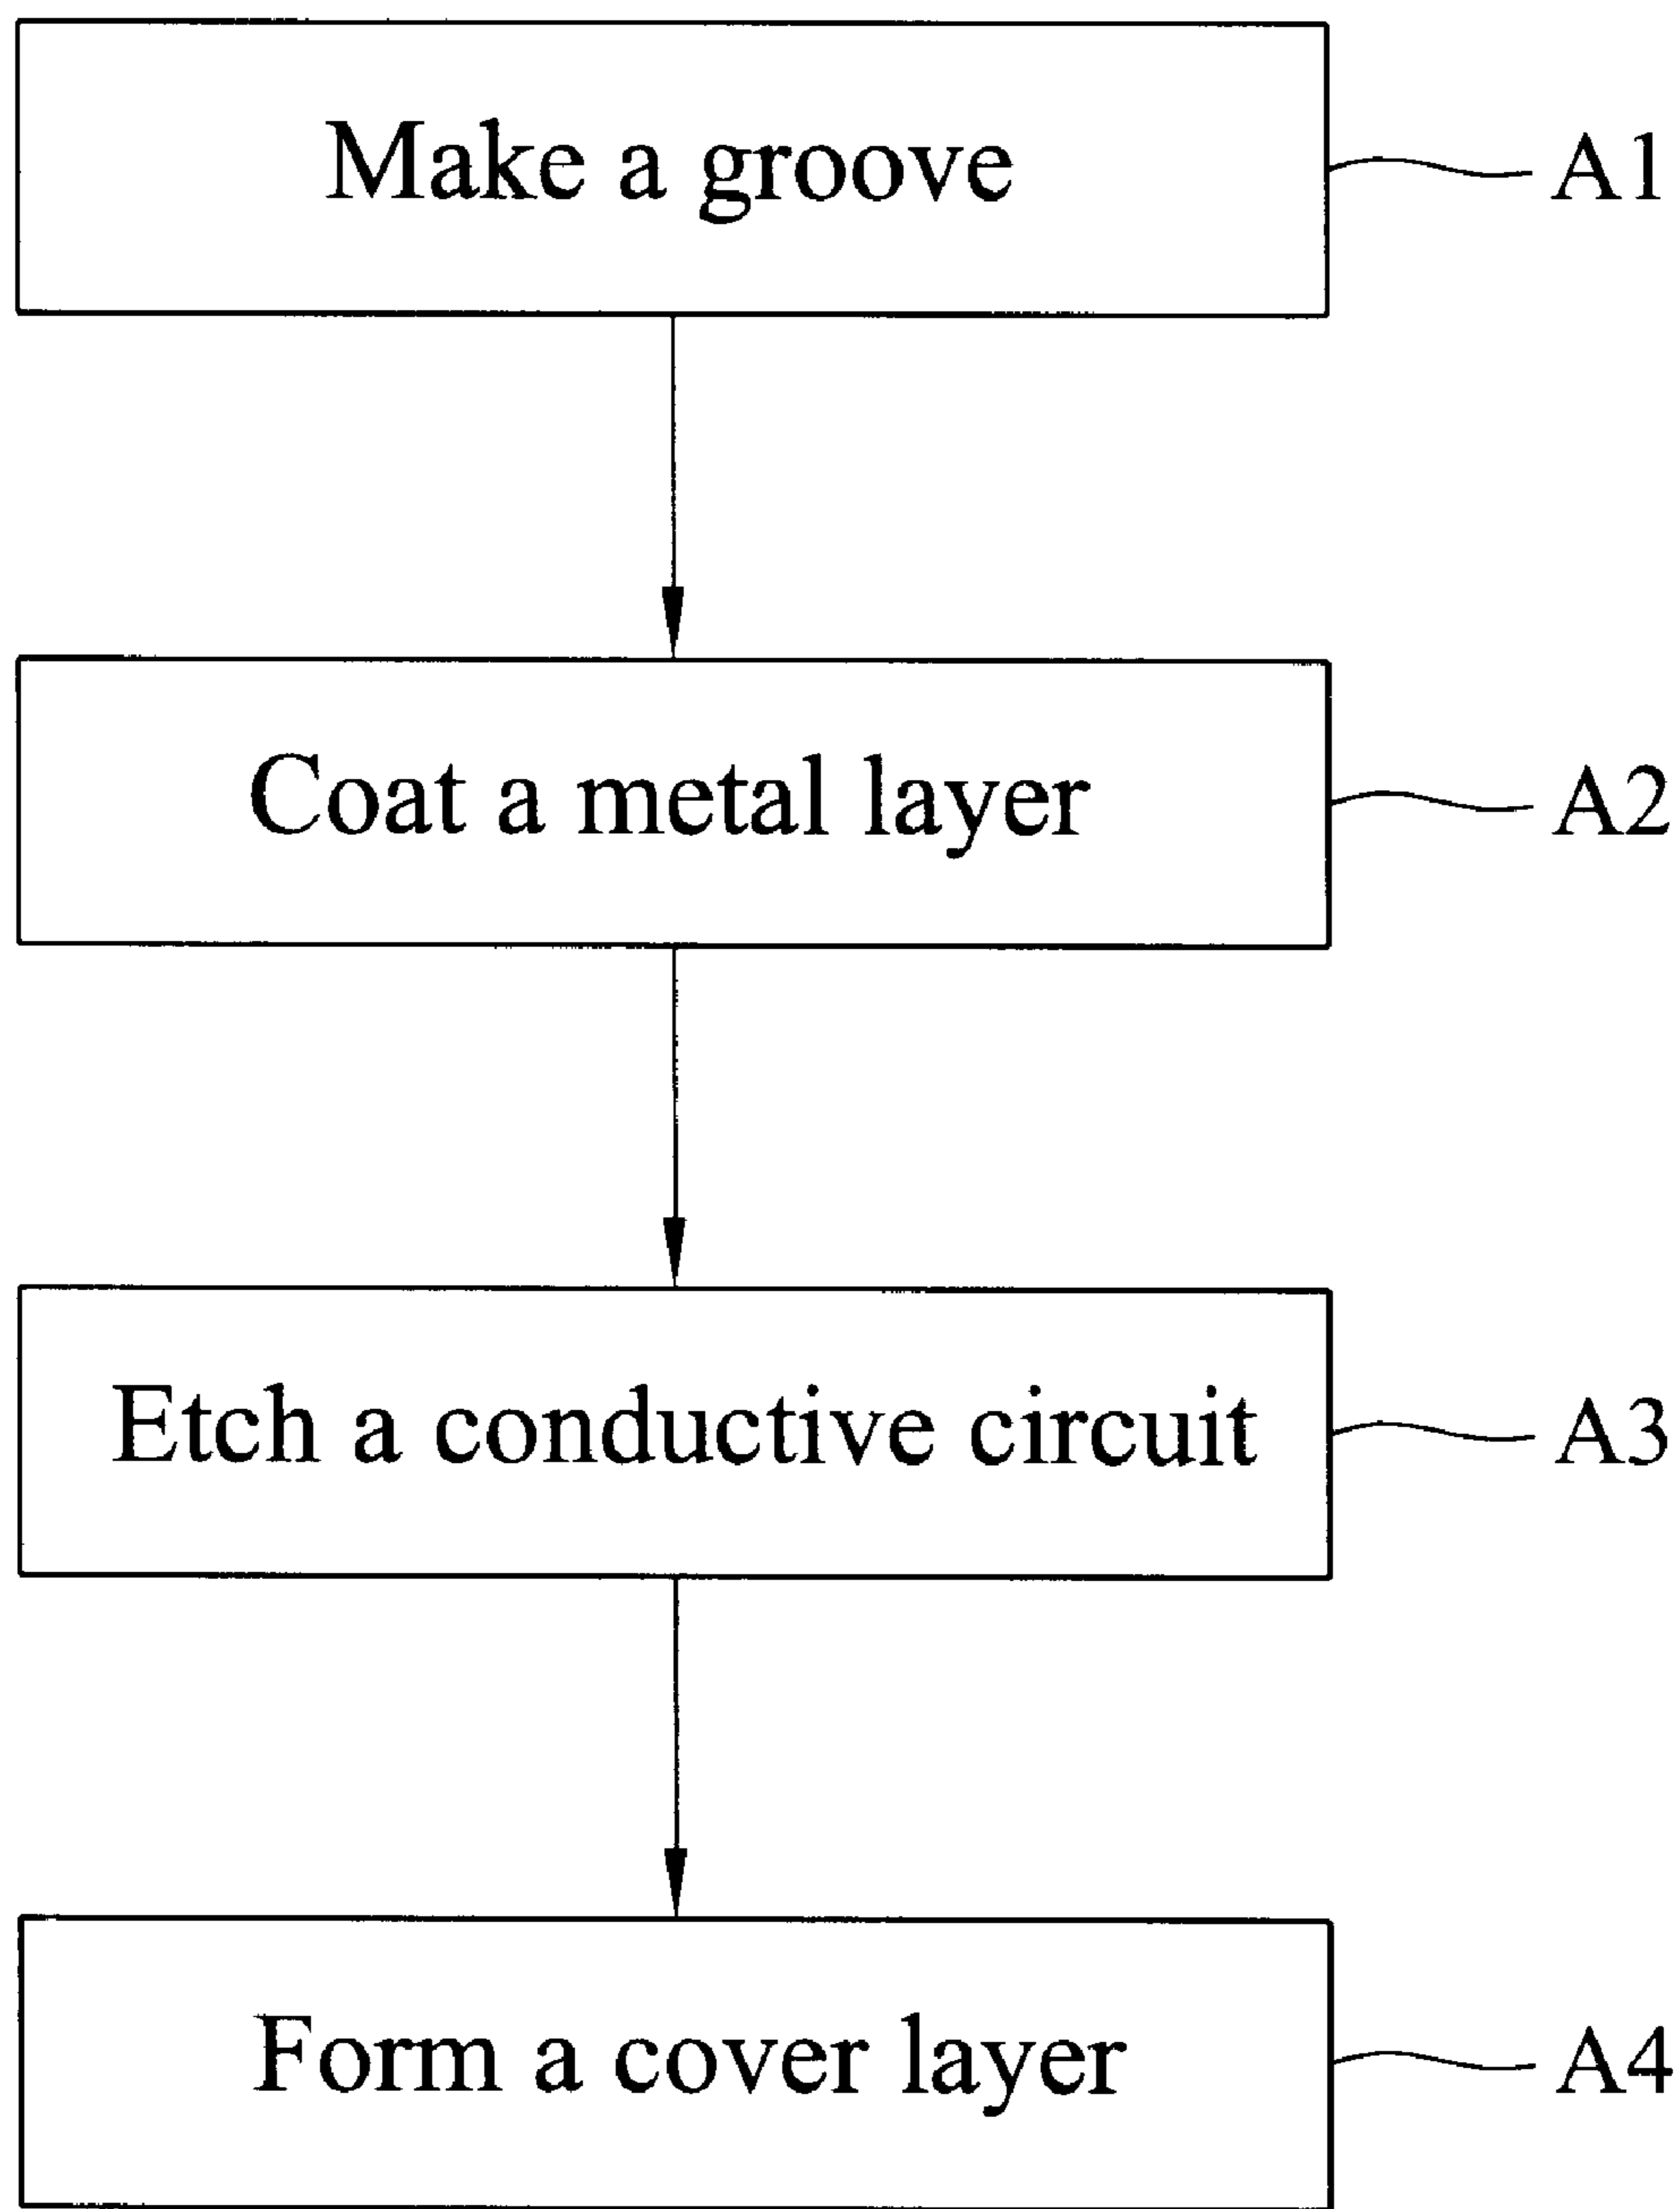 Make a groove A1
Coat a metal layer A2
Etch a conductive circuit A3
Form a cover layer A4